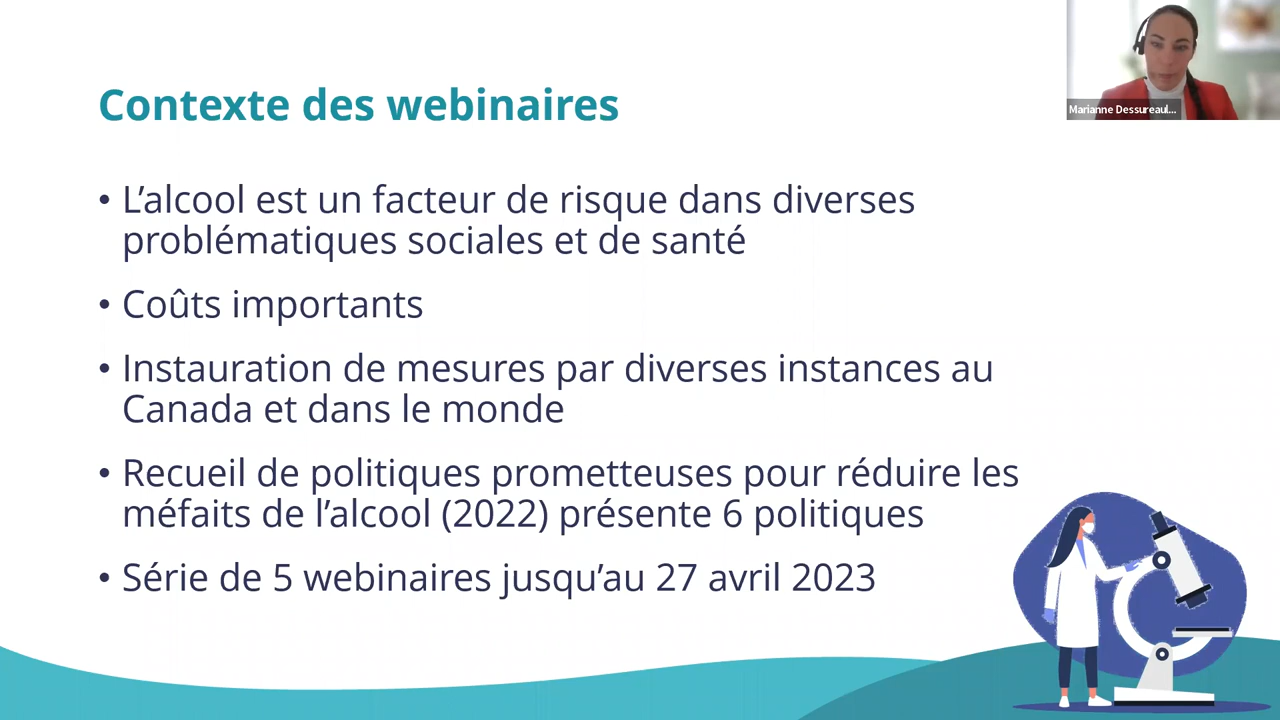 Marianne Dessureaul...
Contexte des webinaires
• L’alcool est un facteur de risque dans diverses
problématiques sociales et de santé
• Coûts importants
• Instauration de mesures par diverses instances au
Canada et dans le monde
• Recueil de politiques prometteuses pour réduire les
méfaits de l’alcool (2022) présente 6 politiques
• Série de 5 webinaires jusqu’au 27 avril 2023